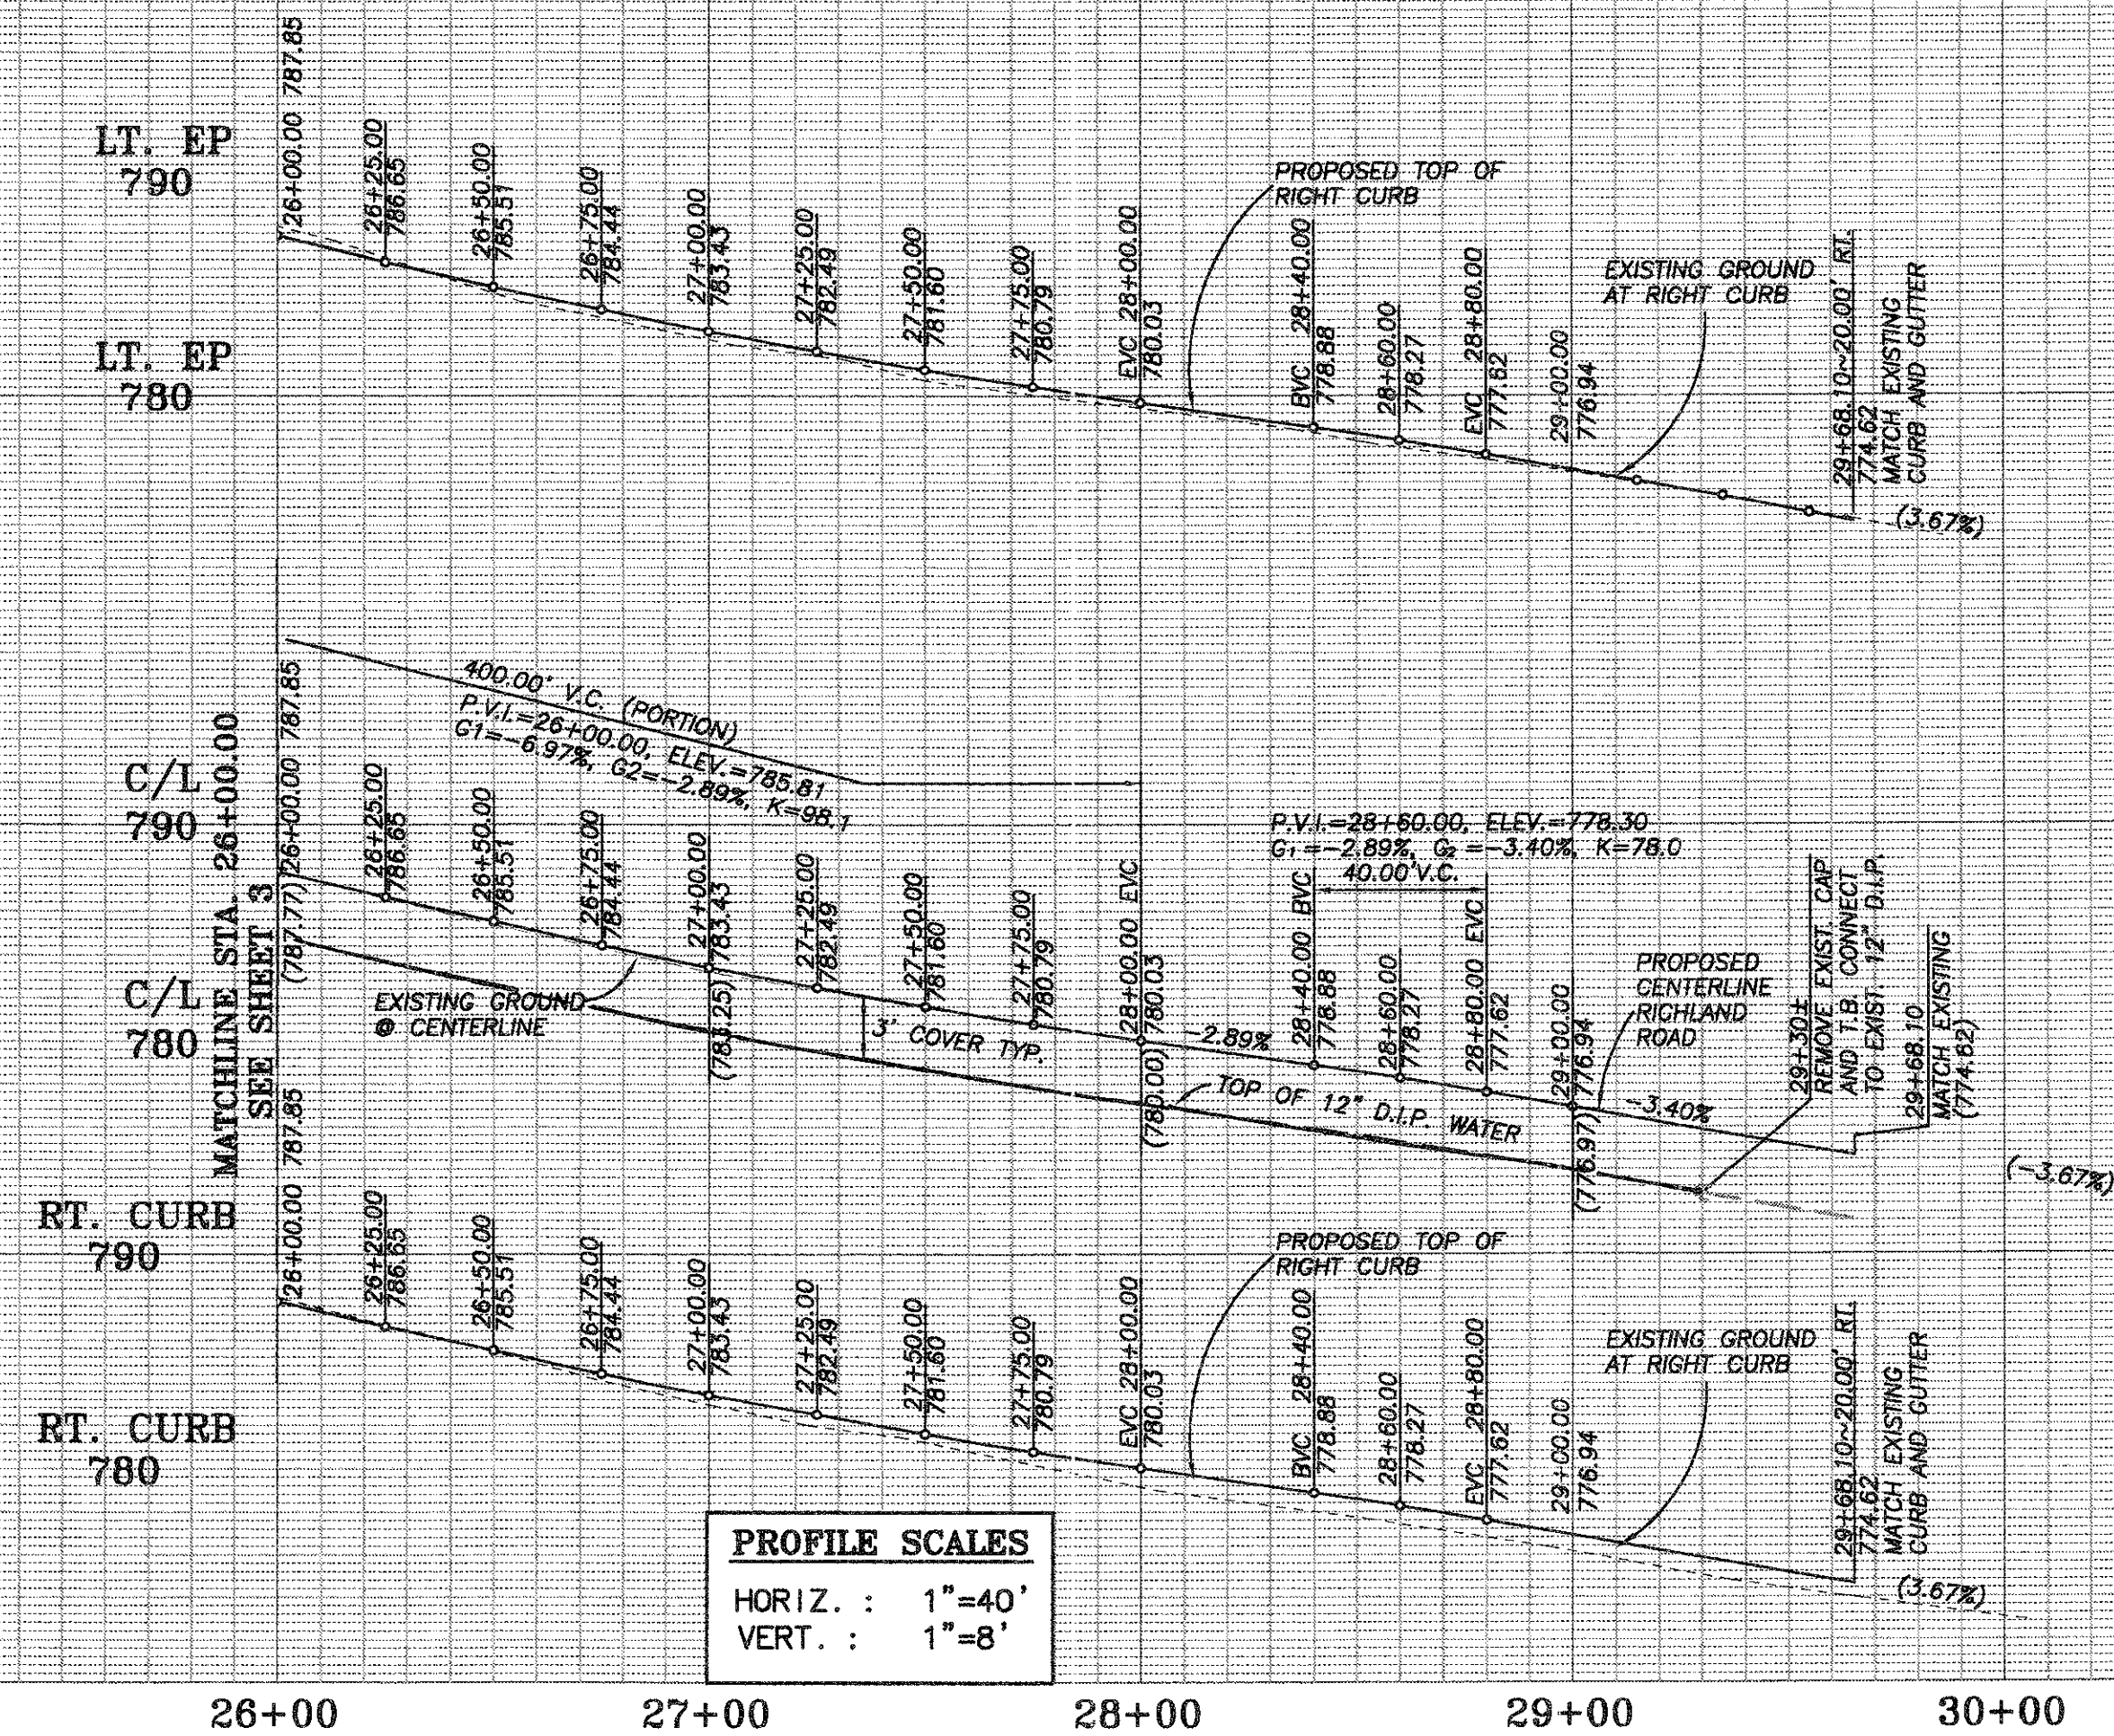 LT. EP
790
LT. EP
780
26+00.00 787.85
26+25.00
786.65
26+50.00
785.51
26+75.00
784.44
27+00.00
783.43
27+25.00
782.49
27+50.00
781.60
27+75.00
780.79
EVC 28+00.00
780.03
PROPOSED TOP OF
RIGHT CURB
BVC 28+40.00
778.88
28+60.00
778.27
EVC 28+80.00
777.62
29+00.00
776.94
EXISTING GROUND
AT RIGHT CURB
29+68.10~20.00' RT.
774.62
MATCH EXISTING
CURB AND GUTTER
(3.67%)
400.00' V.C. (PORTION)
P.V.I.=26+00.00, ELEV.=785.81
G1=-6.97%, G2=-2.89%, K=98.1
MATCHLINE STA. 26+00.00
SEE SHEET 3
C/L
790
C/L
780
26+00.00 787.85
(787.77)
26+25.00
786.65
26+50.00
785.51
26+75.00
784.44
27+00.00
783.43
(783.25)
27+25.00
782.49
27+50.00
781.60
27+75.00
780.79
28+00.00 EVC
780.03
(780.00)
EXISTING GROUND
@ CENTERLINE
3' COVER TYP.
-2.89%
P.V.I.=28+60.00, ELEV.=778.30
G1=-2.89%, G2 =-3.40%, K=78.0
40.00'V.C.
28+40.00 BVC
778.88
28+60.00
778.27
28+80.00 EVC
777.62
29+00.00
776.94
(776.97)
TOP OF 12" D.I.P. WATER
PROPOSED
CENTERLINE
RICHLAND
ROAD
-3.40%
29+30±
REMOVE EXIST. CAP
AND T.B. CONNECT
TO EXIST. 12" D.I.P.
29+68.10
MATCH EXISTING
(774.62)
(-3.67%)
RT. CURB
790
RT. CURB
780
26+00.00 787.85
26+25.00
786.65
26+50.00
785.51
26+75.00
784.44
27+00.00
783.43
27+25.00
782.49
27+50.00
781.60
27+75.00
780.79
EVC 28+00.00
780.03
PROPOSED TOP OF
RIGHT CURB
BVC 28+40.00
778.88
28+60.00
778.27
EVC 28+80.00
777.62
29+00.00
776.94
EXISTING GROUND
AT RIGHT CURB
29+68.10~20.00' RT.
774.62
MATCH EXISTING
CURB AND GUTTER
(3.67%)
PROFILE SCALES
HORIZ. : 1"=40'
VERT. : 1"=8'
26+00
27+00
28+00
29+00
30+00